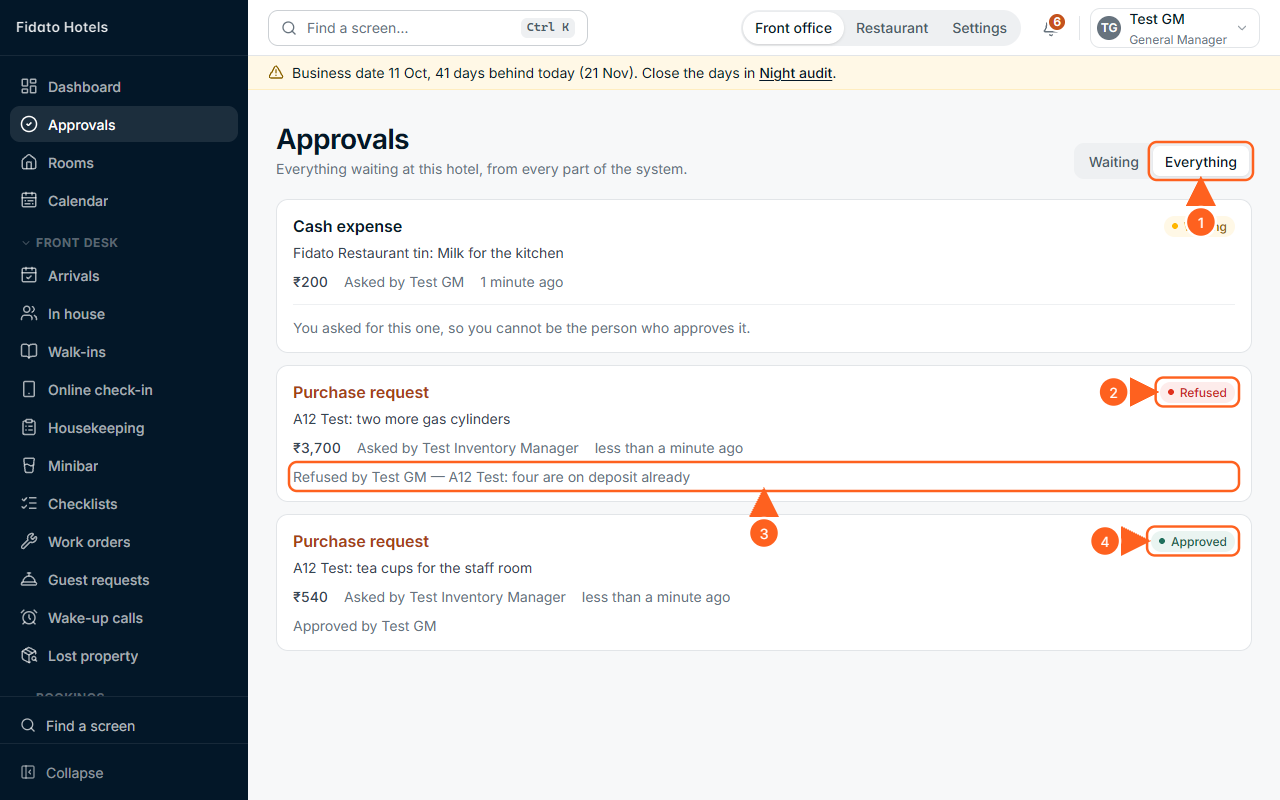 Fidato Hotels
Find a screen...
Ctrl K
Front office
Restaurant
Settings
6
TG
Test GM
General Manager
Business date 11 Oct, 41 days behind today (21 Nov). Close the days in Night audit.
Dashboard
Approvals
Rooms
Calendar
FRONT DESK
Arrivals
In house
Walk-ins
Online check-in
Housekeeping
Minibar
Checklists
Work orders
Guest requests
Wake-up calls
Lost property
Find a screen
Collapse
Approvals
Everything waiting at this hotel, from every part of the system.
Waiting
Everything
1
Cash expense
Fidato Restaurant tin: Milk for the kitchen
₹200 Asked by Test GM 1 minute ago
You asked for this one, so you cannot be the person who approves it.
Purchase request
2
Refused
A12 Test: two more gas cylinders
₹3,700 Asked by Test Inventory Manager less than a minute ago
Refused by Test GM — A12 Test: four are on deposit already
3
Purchase request
4
Approved
A12 Test: tea cups for the staff room
₹540 Asked by Test Inventory Manager less than a minute ago
Approved by Test GM